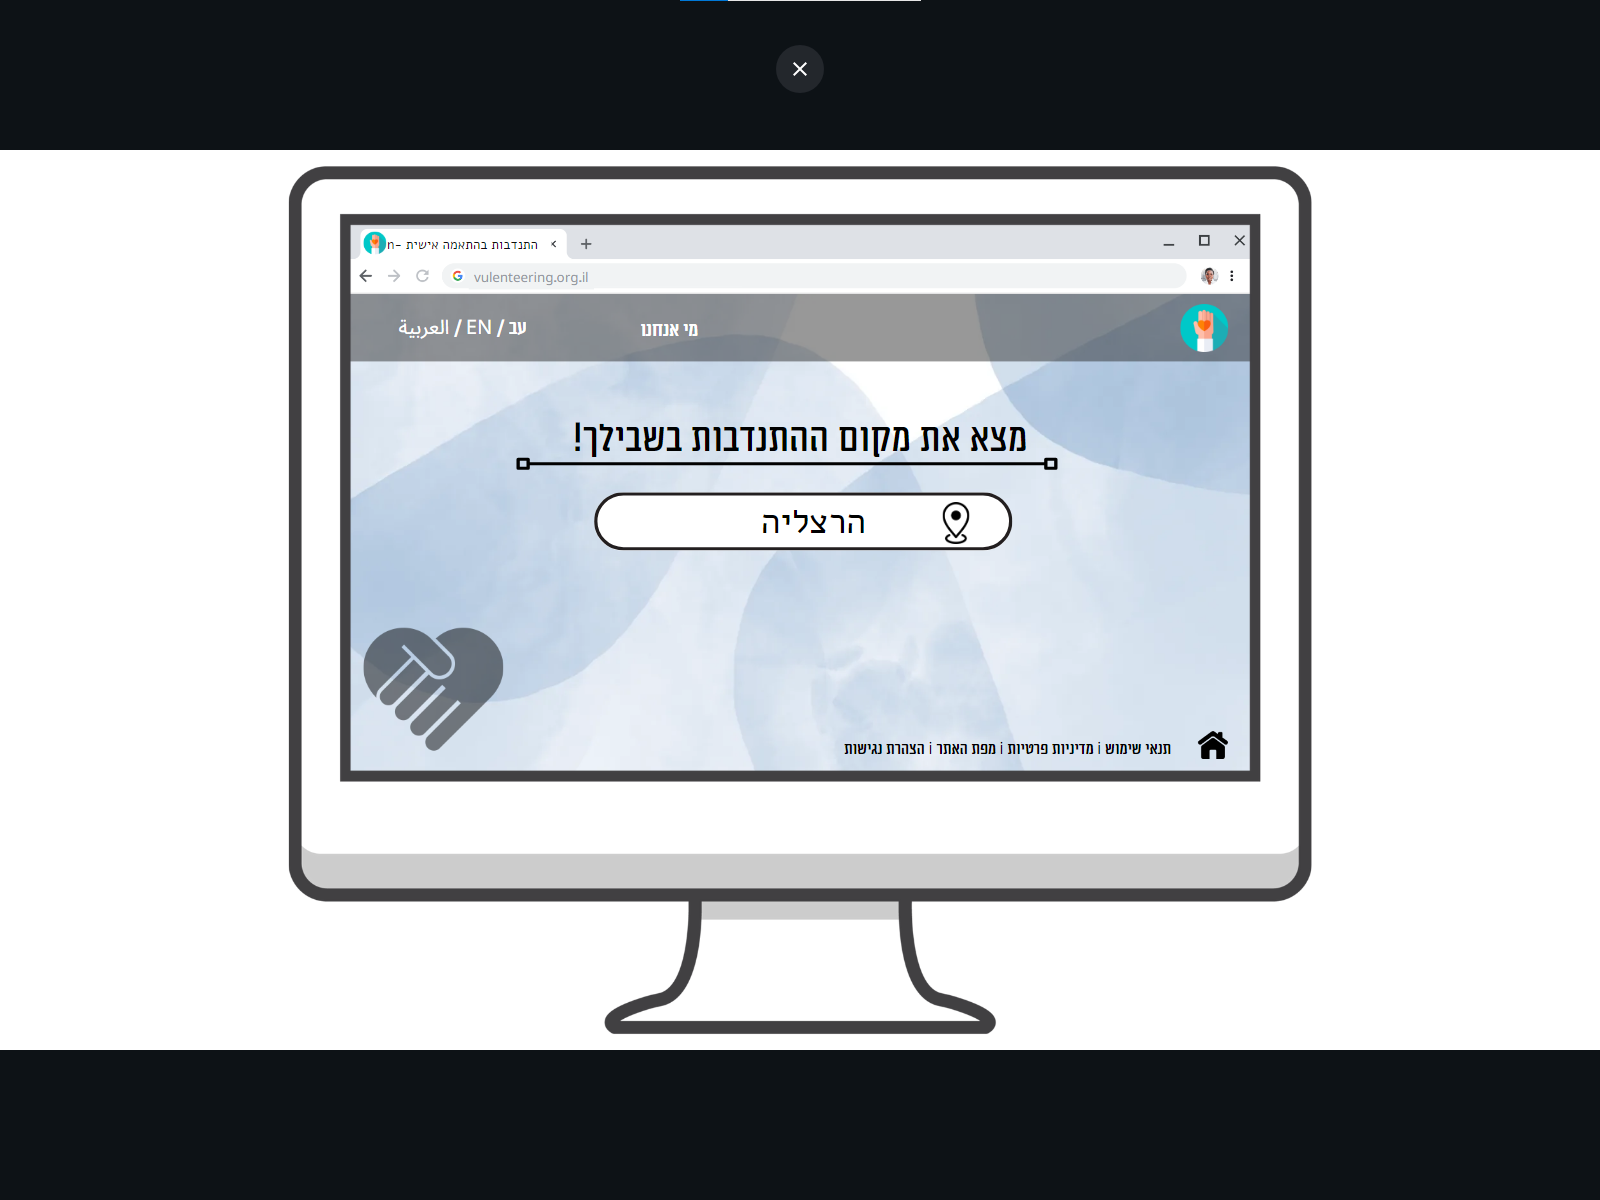 התנדבות בהתאמה אישית -n
vulenteering.org.il
מי אנחנו
עב / EN / العربية
מצא את מקום ההתנדבות בשבילך!
הרצליה
תנאי שימוש | מדיניות פרטיות | מפת האתר | הצהרת נגישות